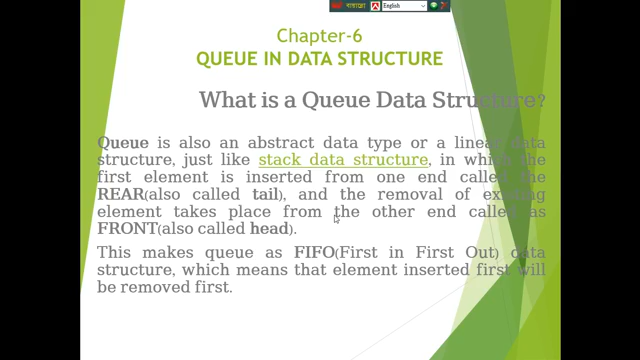 বাংলা
English
Chapter-6
QUEUE IN DATA STRUCTURE
What is a Queue Data Structure?
Queue is also an abstract data type or a linear data
structure, just like stack data structure, in which the
first element is inserted from one end called the
REAR(also called tail), and the removal of existing
element takes place from the other end called as
FRONT(also called head).
This makes queue as FIFO(First in First Out) data
structure, which means that element inserted first will
be removed first.